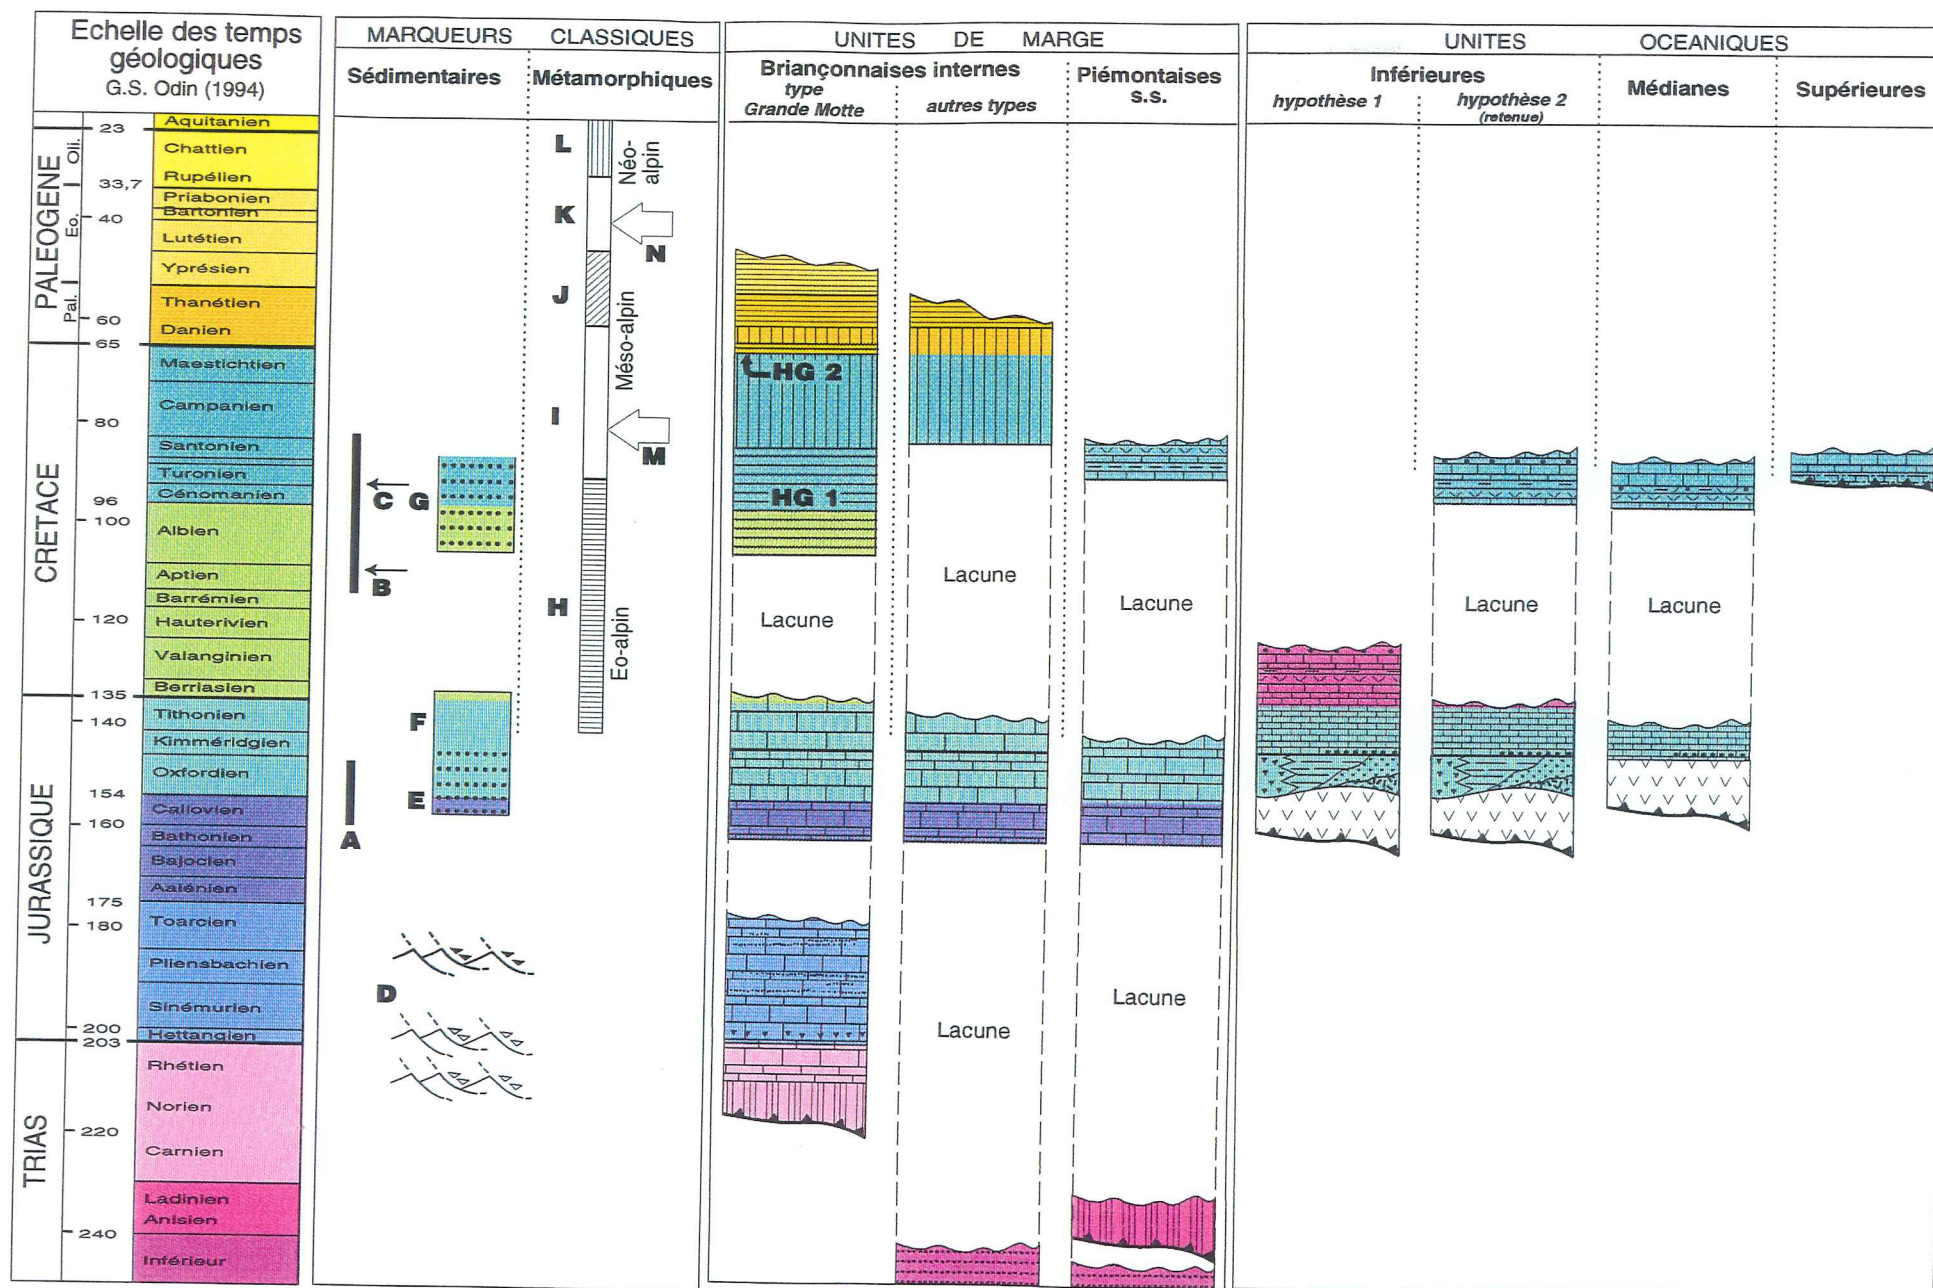 Echelle des temps
géologiques
G.S. Odin (1994)
MARQUEURS CLASSIQUES
Sédimentaires
Métamorphiques
UNITES DE MARGE
Briançonnaises internes
type
Grande Motte
autres types
Piémontaises
s.s.
UNITES OCEANIQUES
Inférieures
hypothèse 1
hypothèse 2
(retenue)
Médianes
Supérieures
PALEOGENE
Oli.
Eo.
Pal.
CRETACE
JURASSIQUE
TRIAS
23
33,7
40
60
65
80
96
100
120
135
140
154
160
175
180
200
203
220
240
Aquitanien
Chattien
Rupélien
Priabonien
Bartonien
Lutétien
Yprésien
Thanétien
Danien
Maestichtien
Campanien
Santonien
Turonien
Cénomanien
Albien
Aptien
Barrémien
Hauterivien
Valanginien
Berriasien
Tithonien
Kimméridgien
Oxfordien
Callovien
Bathonien
Bajocien
Aalénien
Toarcien
Pliensbachien
Sinémurien
Hettangien
Rhétien
Norien
Carnien
Ladinien
Anisien
Inférieur
C
G
B
F
E
A
D
L
K
N
J
I
M
H
Néo-
alpin
Méso-alpin
Eo-alpin
HG 2
HG 1
Lacune
Lacune
Lacune
Lacune
Lacune
Lacune
Lacune